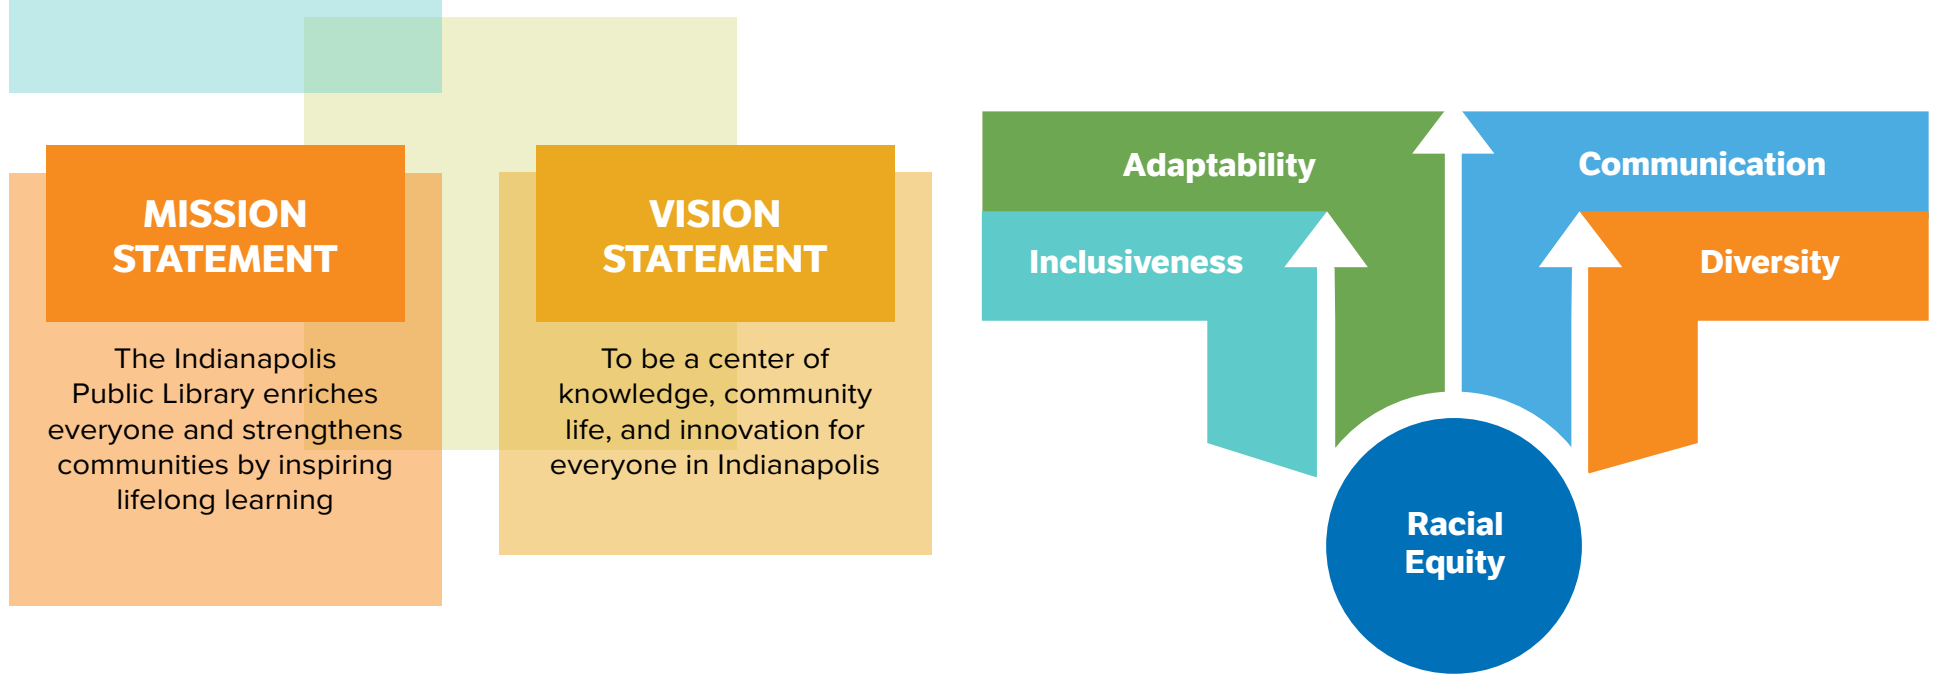 MISSION
STATEMENT
The Indianapolis
Public Library enriches
everyone and strengthens
communities by inspiring
lifelong learning
VISION
STATEMENT
To be a center of
knowledge, community
life, and innovation for
everyone in Indianapolis
Adaptability
Communication
Inclusiveness
Diversity
Racial
Equity